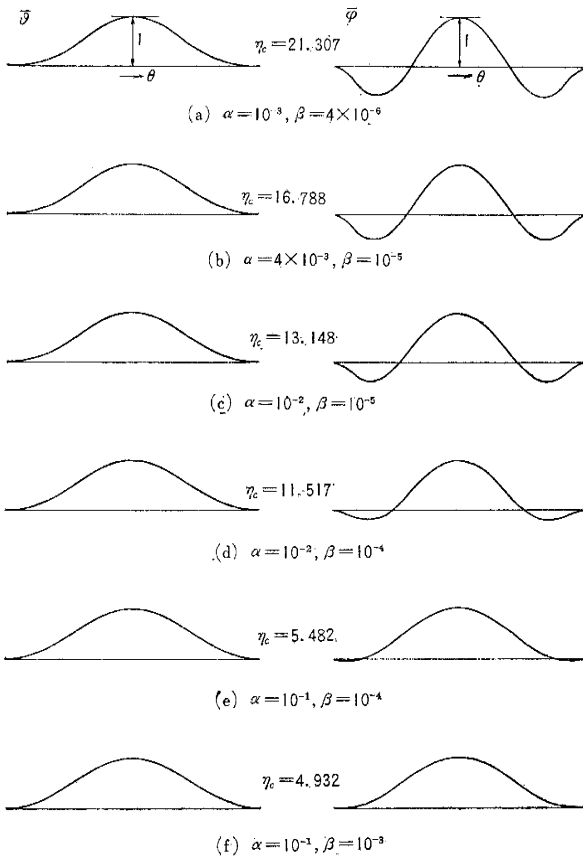 ϑ̄ φ̄
1 η_c=21.307 1
θ θ
(a) α=10⁻³, β=4×10⁻⁶
η_c=16.788
(b) α=4×10⁻³, β=10⁻⁵
η_c=13.148
(c) α=10⁻², β=10⁻⁵
η_c=11.517
(d) α=10⁻², β=10⁻⁴
η_c=5.482
(e) α=10⁻¹, β=10⁻⁴
η_c=4.932
(f) α=10⁻¹, β=10⁻³